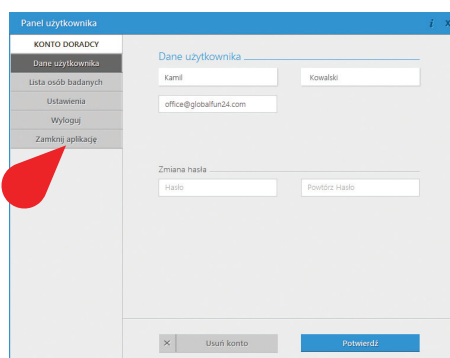 Panel użytkownika
i x
KONTO DORADCY
Dane użytkownika
Lista osób badanych
Ustawienia
Wyloguj
Zamknij aplikację
Dane użytkownika
Kamil
Kowalski
office@globalfun24.com
Zmiana hasła
Hasło
Powtórz Hasło
× Usuń konto
Potwierdź